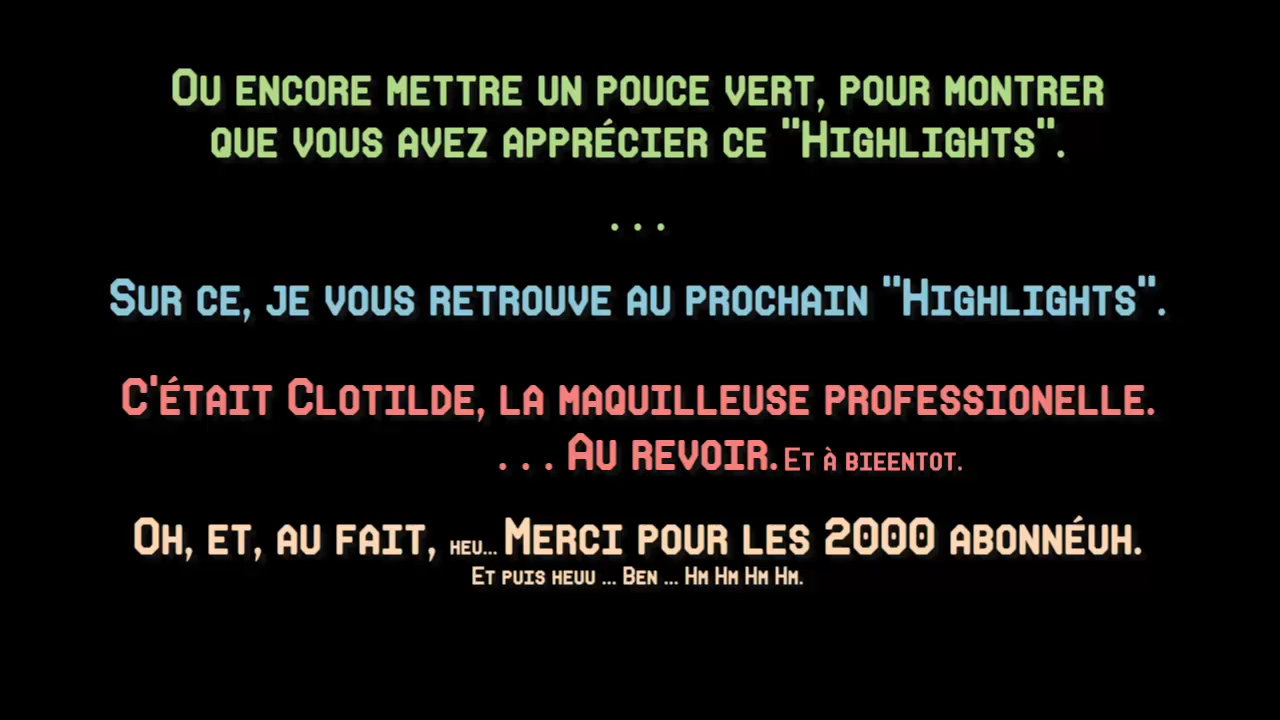 Ou encore mettre un pouce vert, pour montrer
que vous avez apprécier ce "Highlights".
. . .
Sur ce, je vous retrouve au prochain "Highlights".
C'était Clotilde, la maquilleuse professionelle.
. . . Au revoir. Et à bieentot.
Oh, et, au fait, heu... Merci pour les 2000 abonnéuh.
Et puis heuu ... Ben ... Hm Hm Hm Hm.